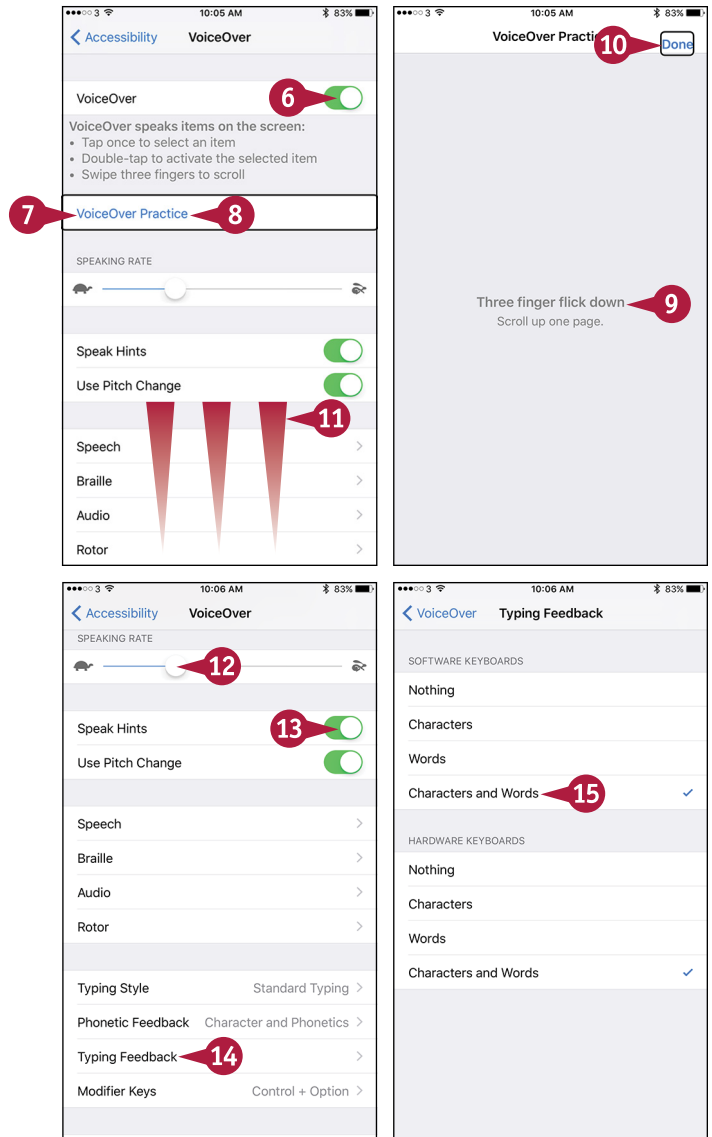 3 10:05 AM 83%
Accessibility VoiceOver
VoiceOver 6
VoiceOver speaks items on the screen:
• Tap once to select an item
• Double-tap to activate the selected item
• Swipe three fingers to scroll
7 VoiceOver Practice 8
SPEAKING RATE
Speak Hints
Use Pitch Change
11
Speech
Braille
Audio
Rotor
3 10:05 AM 83%
VoiceOver Practic 10 Done
Three finger flick down 9
Scroll up one page.
3 10:06 AM 83%
Accessibility VoiceOver
SPEAKING RATE
12
Speak Hints 13
Use Pitch Change
Speech
Braille
Audio
Rotor
Typing Style Standard Typing
Phonetic Feedback Character and Phonetics
Typing Feedback 14
Modifier Keys Control + Option
3 10:06 AM 83%
VoiceOver Typing Feedback
SOFTWARE KEYBOARDS
Nothing
Characters
Words
Characters and Words 15
HARDWARE KEYBOARDS
Nothing
Characters
Words
Characters and Words